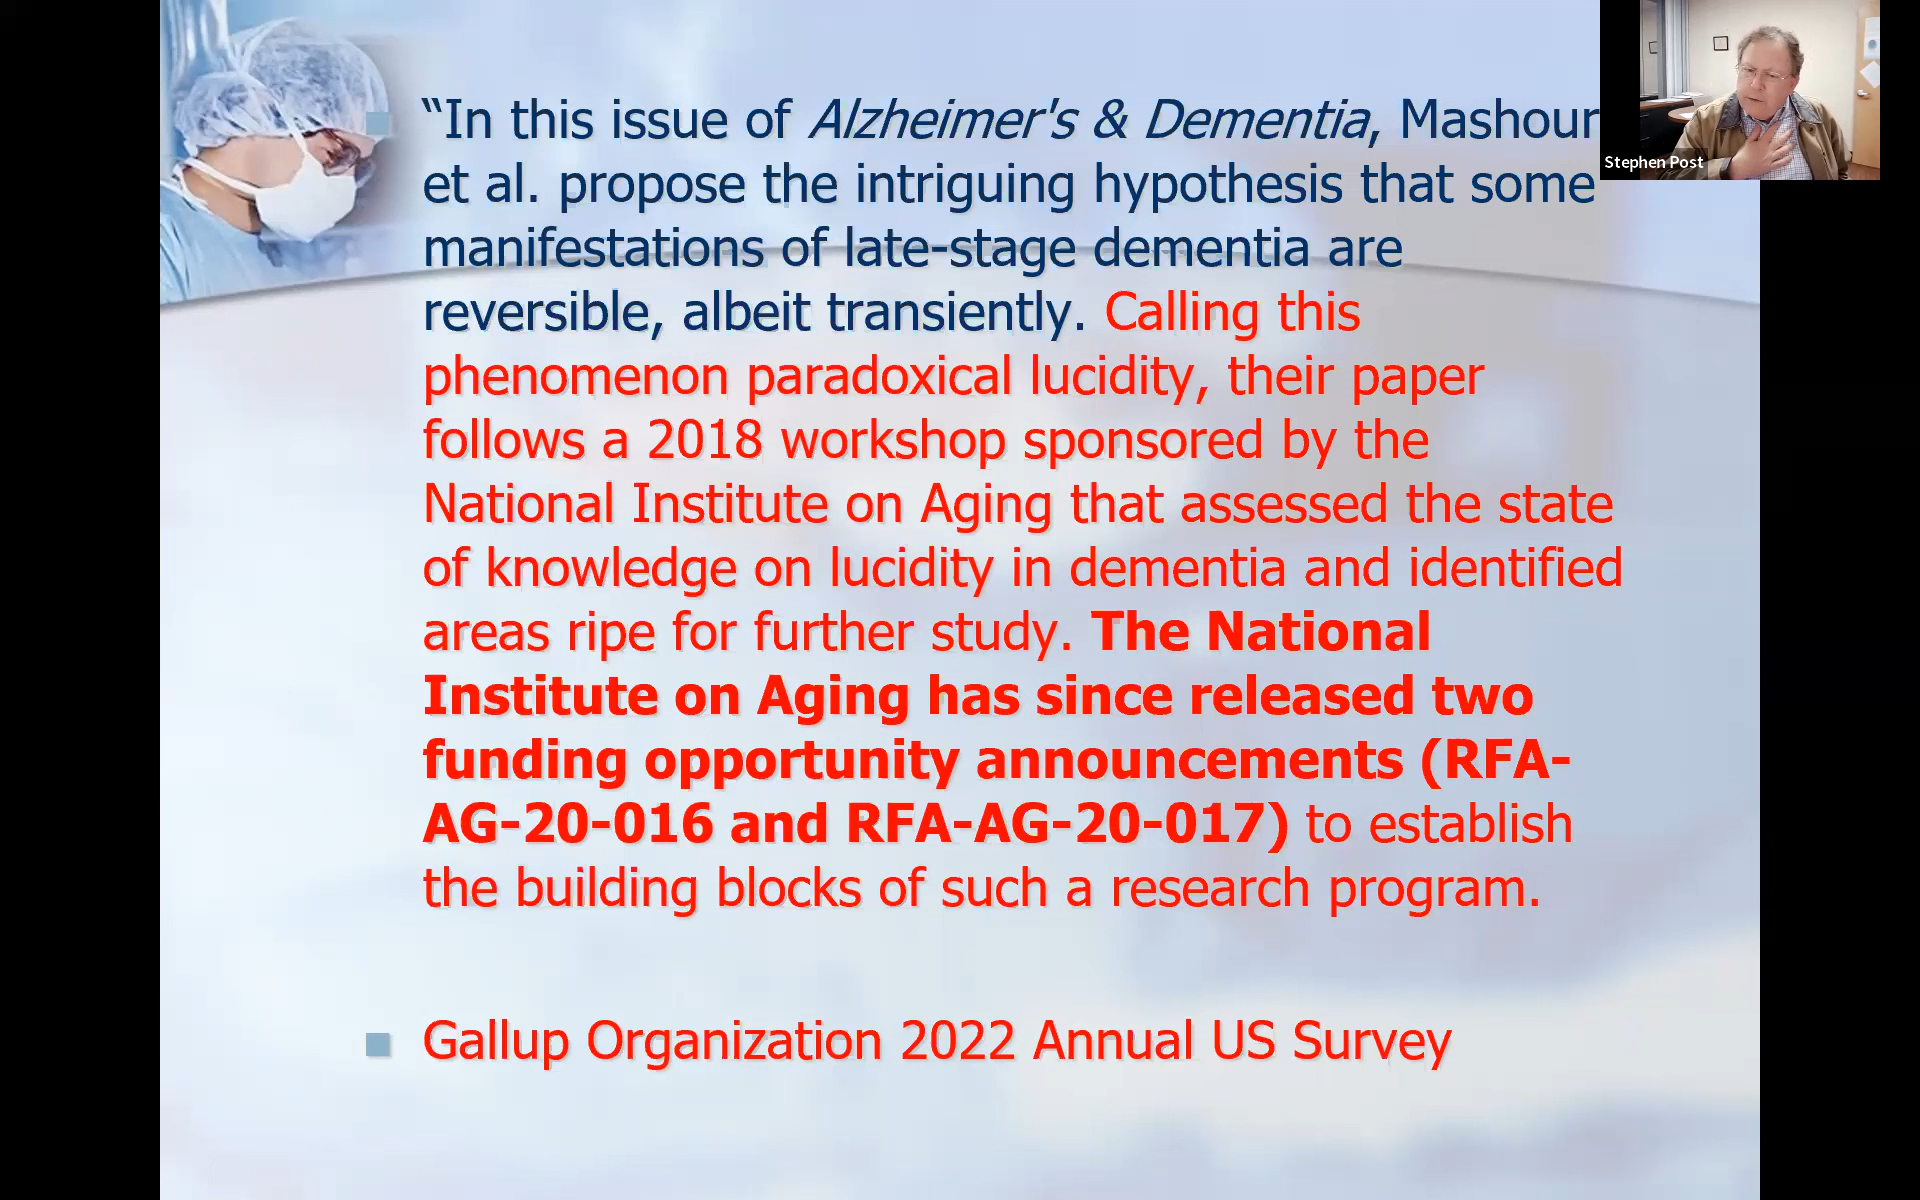 “In this issue of Alzheimer's & Dementia, Mashour
et al. propose the intriguing hypothesis that some
manifestations of late-stage dementia are
reversible, albeit transiently. Calling this
phenomenon paradoxical lucidity, their paper
follows a 2018 workshop sponsored by the
National Institute on Aging that assessed the state
of knowledge on lucidity in dementia and identified
areas ripe for further study. The National
Institute on Aging has since released two
funding opportunity announcements (RFA-
AG-20-016 and RFA-AG-20-017) to establish
the building blocks of such a research program.
Gallup Organization 2022 Annual US Survey
Stephen Post